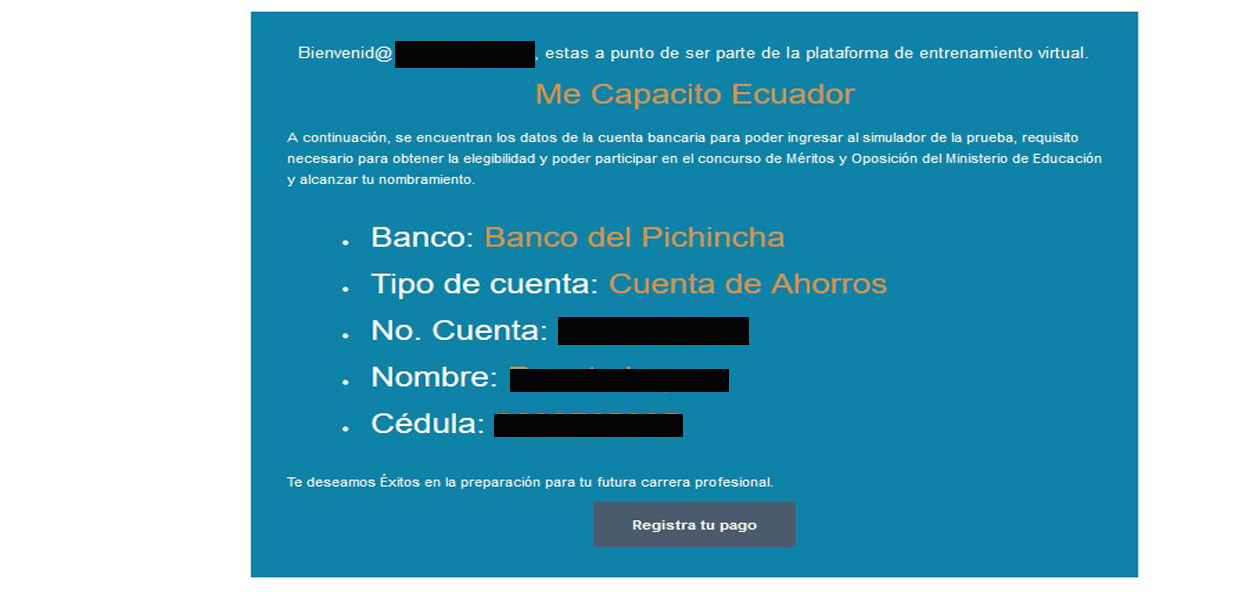 Bienvenid@ , estas a punto de ser parte de la plataforma de entrenamiento virtual.
Me Capacito Ecuador
A continuación, se encuentran los datos de la cuenta bancaria para poder ingresar al simulador de la prueba, requisito
necesario para obtener la elegibilidad y poder participar en el concurso de Méritos y Oposición del Ministerio de Educación
y alcanzar tu nombramiento.
• Banco: Banco del Pichincha
• Tipo de cuenta: Cuenta de Ahorros
• No. Cuenta:
• Nombre:
• Cédula:
Te deseamos Éxitos en la preparación para tu futura carrera profesional.
Registra tu pago